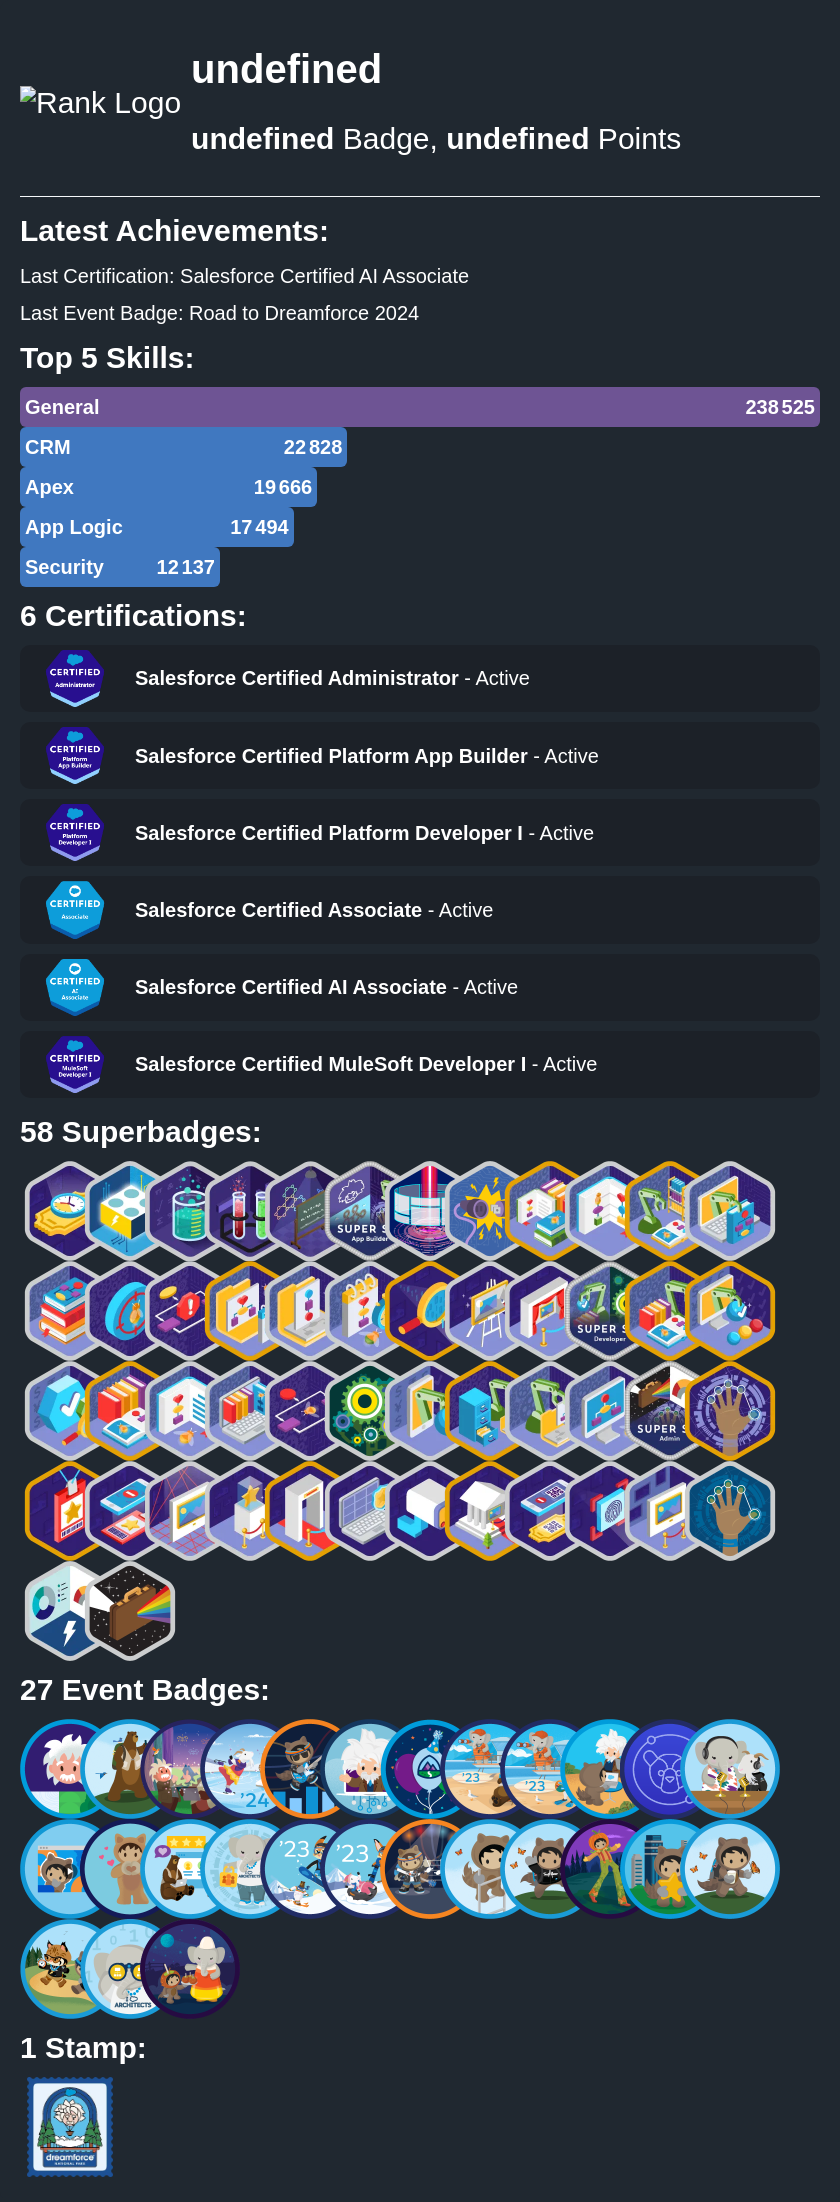 undefined
Rank Logo
undefined Badge, undefined Points
Latest Achievements:
Last Certification: Salesforce Certified AI Associate
Last Event Badge: Road to Dreamforce 2024
Top 5 Skills:
General 238 525
CRM 22 828
Apex 19 666
App Logic 17 494
Security 12 137
6 Certifications:
CERTIFIED
Administrator
Salesforce Certified Administrator - Active
CERTIFIED
Platform
App Builder
Salesforce Certified Platform App Builder - Active
CERTIFIED
Platform
Developer I
Salesforce Certified Platform Developer I - Active
CERTIFIED
Associate
Salesforce Certified Associate - Active
CERTIFIED
AI
Associate
Salesforce Certified AI Associate - Active
CERTIFIED
MuleSoft
Developer I
Salesforce Certified MuleSoft Developer I - Active
58 Superbadges:
SUPER S
App Builder
SUPER S
Developer
SUPER S
Admin
27 Event Badges:
'24
'23
'23
'23
'23
ARCHITECTS
ARCHITECTS
1 Stamp:
dreamforce
NATIONAL PARK